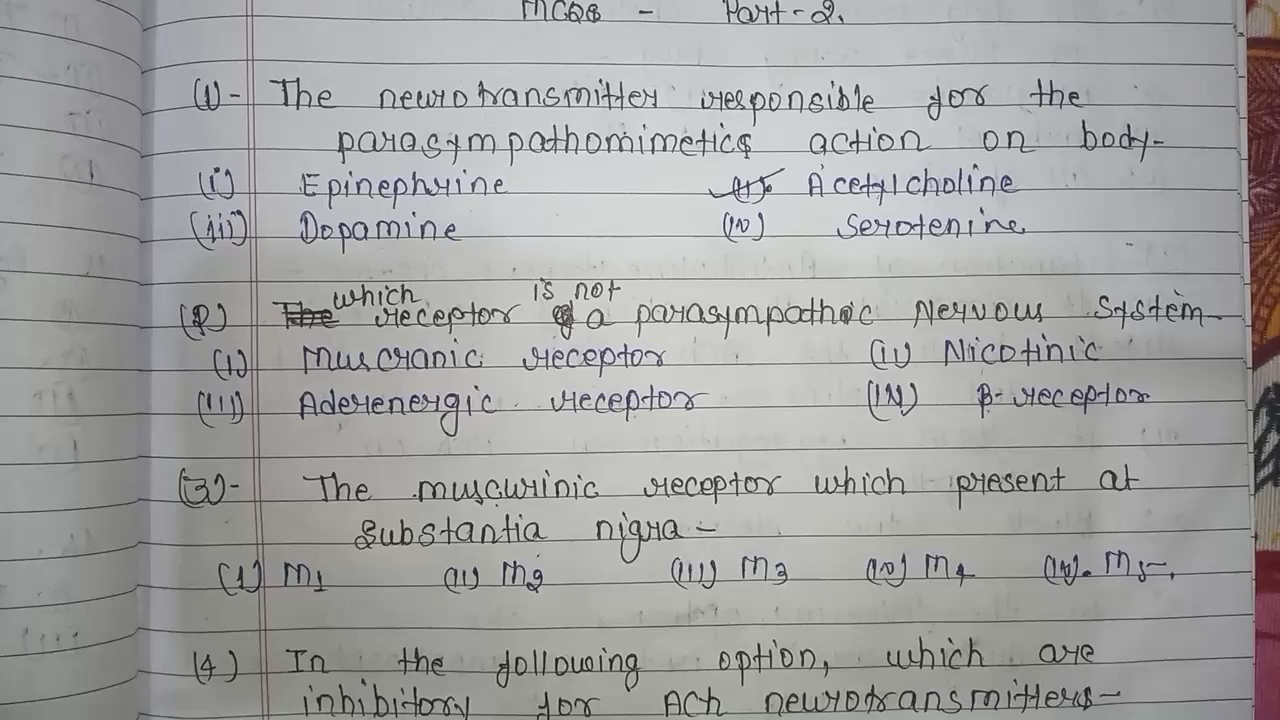 MCQs - Part-2.
(1)- The neurotransmitter responsible for the
parasympathomimetics action on body-
(i) Epinephrine (ii) Acetylcholine
(iii) Dopamine (iv) Serotenine
which is not
(2) The receptor of a parasympathoic Nervous System-
(i) Muscranic receptor (ii) Nicotinic
(iii) Aderenergic receptor (iv) β-receptor
(3)- The muscurinic receptor which present at
Substantia nigra-
(i) M1 (ii) M2 (iii) M3 (iv) M4 (v). M5-
(4) In the following option, which are
inhibitory for ACh neurotransmitters-